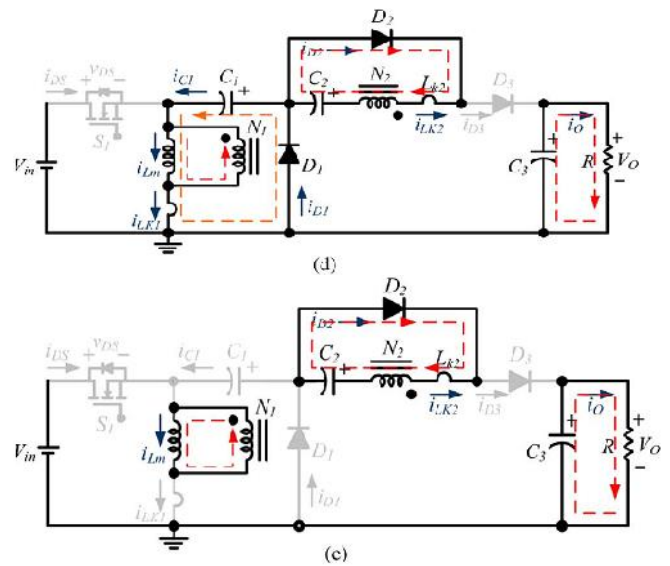 D2
iD2
iDS vDS iC1 C1 C2 N2 Lk2 D3
S1 N1 iLK2 iD3 iO
Vin iLm D1 C3 R VO
iLK1 iD1
(d)
D2
iD2
iDS vDS iC1 C1 C2 N2 Lk2 D3
S1 N1 iLK2 iD3 iO
Vin iLm D1 C3 R VO
iLK1 iD1
(e)